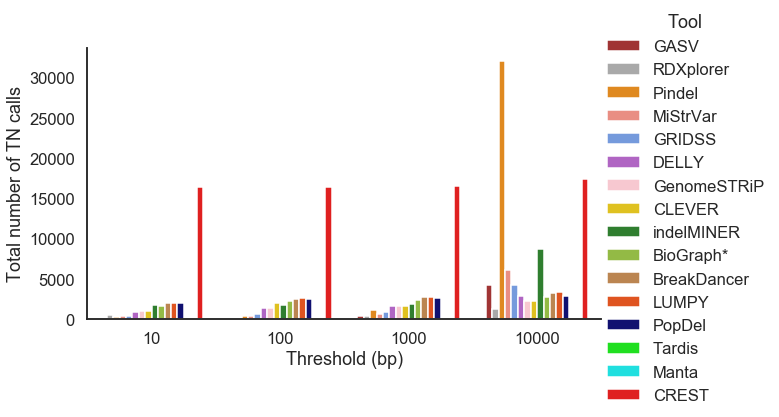 Tool
GASV
RDXplorer
Pindel
MiStrVar
GRIDSS
DELLY
GenomeSTRiP
CLEVER
indelMINER
BioGraph*
BreakDancer
LUMPY
PopDel
Tardis
Manta
CREST
Total number of TN calls
30000
25000
20000
15000
10000
5000
0
10
100
1000
10000
Threshold (bp)